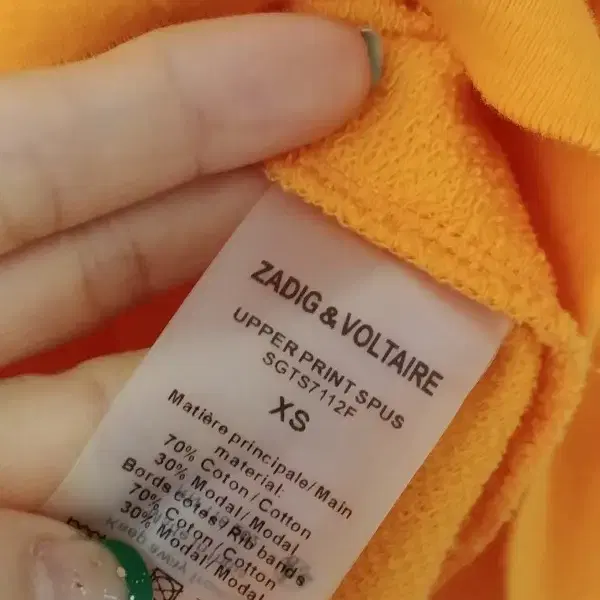 ZADIG & VOLTAIRE
UPPER PRINT SPUS
SGTS7112F
XS
Matière principale/Main
material:
70% Coton/Cotton
30% Modal/Modal
Bords côtes/Rib bands
70% Coton/Cotton
30% Modal/Modal